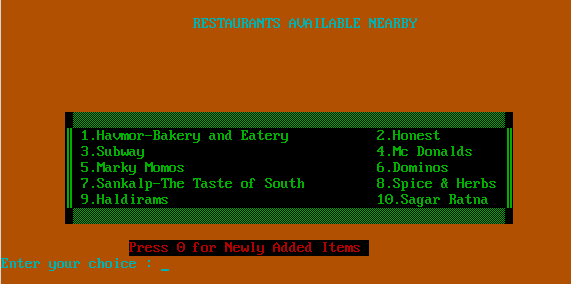 RESTAURANTS AVAILABLE NEARBY
1.Havmor-Bakery and Eatery 2.Honest
3.Subway 4.Mc Donalds
5.Marky Momos 6.Dominos
7.Sankalp-The Taste of South 8.Spice & Herbs
9.Haldirams 10.Sagar Ratna
Press 0 for Newly Added Items
Enter your choice : _